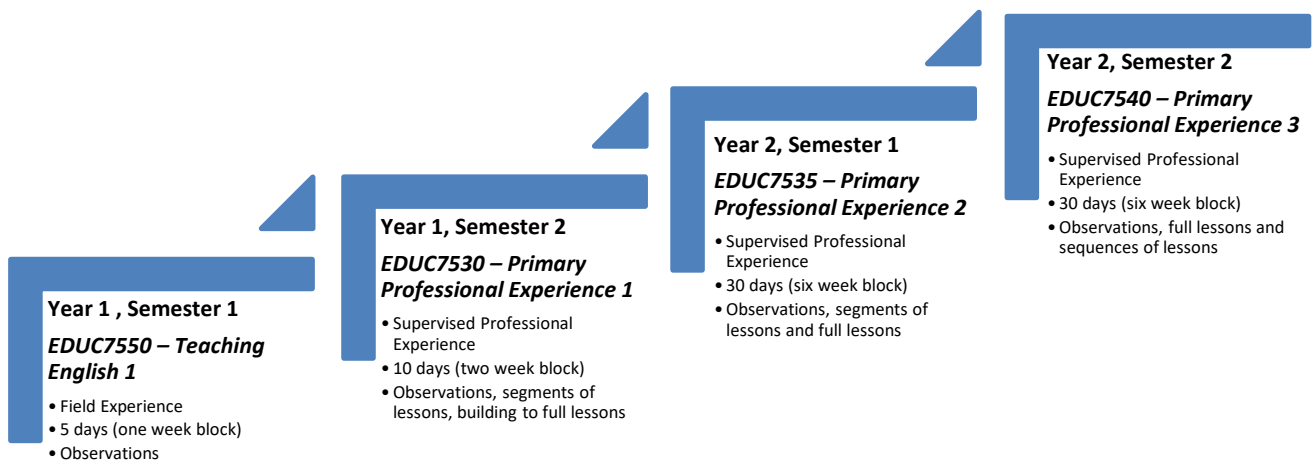 Year 1 , Semester 1
EDUC7550 – Teaching
English 1
• Field Experience
• 5 days (one week block)
• Observations
Year 1, Semester 2
EDUC7530 – Primary
Professional Experience 1
• Supervised Professional
Experience
• 10 days (two week block)
• Observations, segments of
lessons, building to full lessons
Year 2, Semester 1
EDUC7535 – Primary
Professional Experience 2
• Supervised Professional
Experience
• 30 days (six week block)
• Observations, segments of
lessons and full lessons
Year 2, Semester 2
EDUC7540 – Primary
Professional Experience 3
• Supervised Professional
Experience
• 30 days (six week block)
• Observations, full lessons and
sequences of lessons